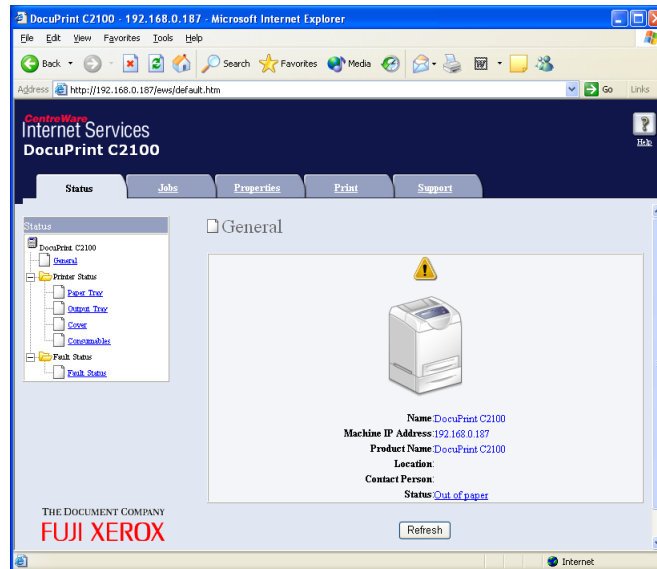 DocuPrint C2100 - 192.168.0.187 - Microsoft Internet Explorer
File Edit View Favorites Tools Help
Back Search Favorites Media
Address http://192.168.0.187/ews/default.htm Go Links
CentreWare
Internet Services
DocuPrint C2100
Help
Status Jobs Properties Print Support
Status
DocuPrint C2100
General
Printer Status
Paper Tray
Output Tray
Cover
Consumables
Fault Status
Fault Status
General
Name:DocuPrint C2100
Machine IP Address:192.168.0.187
Product Name:DocuPrint C2100
Location:
Contact Person:
Status:Out of paper
THE DOCUMENT COMPANY
FUJI XEROX
Refresh
Internet